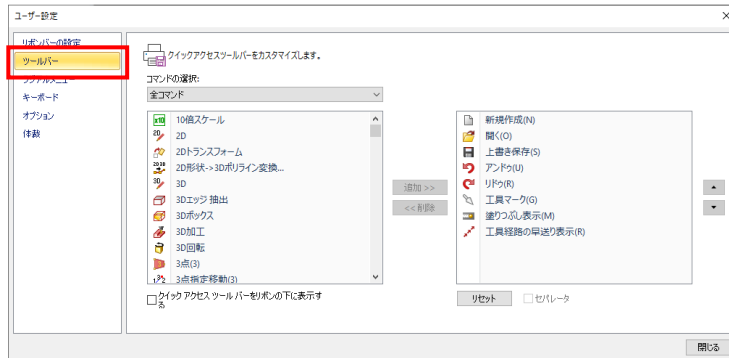 ユーザー設定
リボンバーの設定
ツールバー
ラジアルメニュー
キーボード
オプション
体裁
クイックアクセスツールバーをカスタマイズします。
コマンドの選択:
全コマンド
10倍スケール
2D
2Dトランスフォーム
2D形状->3Dポリライン変換...
3D
3Dエッジ 抽出
3Dボックス
3D加工
3D回転
3点(3)
3点指定移動(3)
追加 >>
<< 削除
新規作成(N)
開く(O)
上書き保存(S)
アンドゥ(U)
リドゥ(R)
工具マーク(G)
塗りつぶし表示(M)
工具経路の早送り表示(R)
クイック アクセス ツール バーをリボンの下に表示す
る
リセット
セパレータ
閉じる